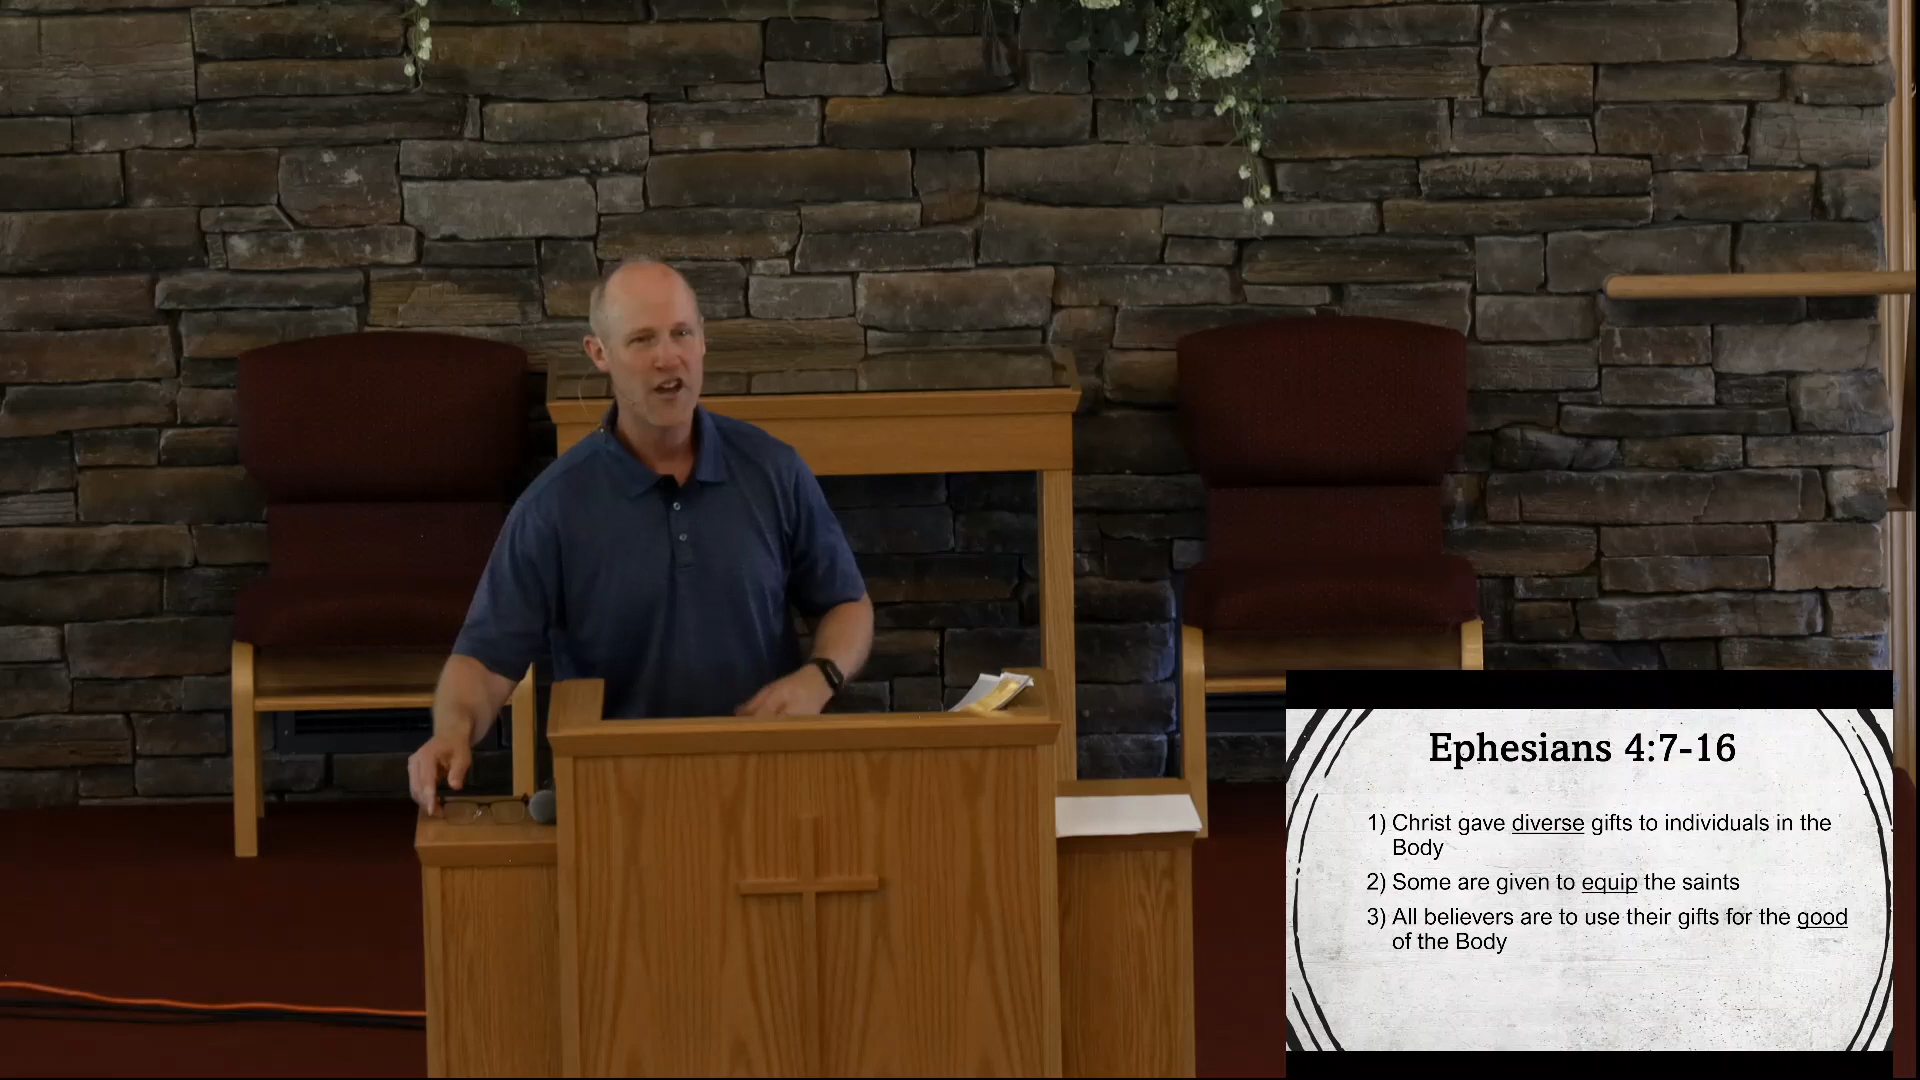 Ephesians 4:7-16
1) Christ gave diverse gifts to individuals in the
Body
2) Some are given to equip the saints
3) All believers are to use their gifts for the good
of the Body